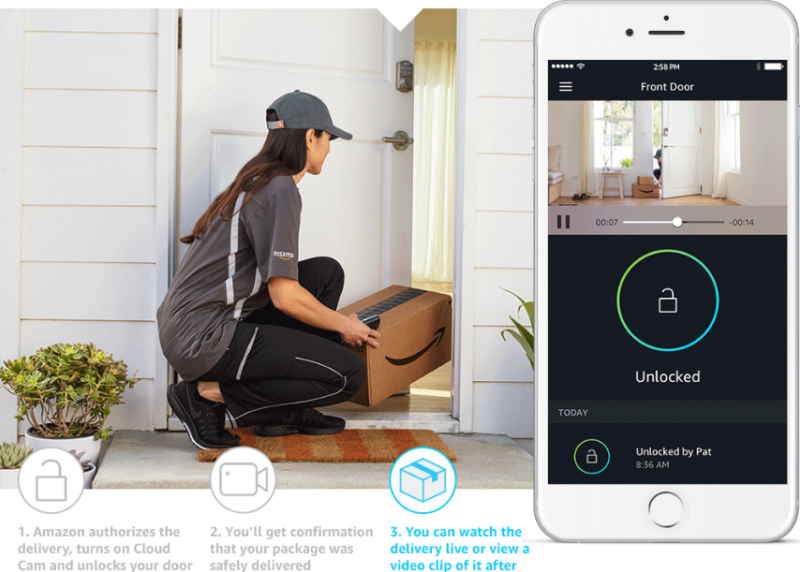 2:58 PM
Front Door
00:07
-00:14
Unlocked
TODAY
Unlocked by Pat
8:36 AM
1. Amazon authorizes the
delivery, turns on Cloud
Cam and unlocks your door
2. You'll get confirmation
that your package was
safely delivered
3. You can watch the
delivery live or view a
video clip of it after